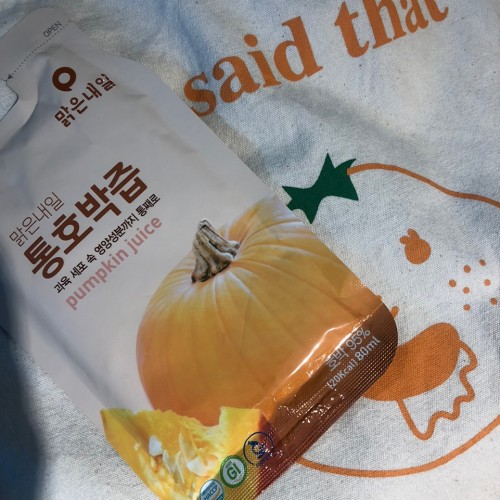 OPEN
맑은내일
맑은내일
통호박즙
과육 세포 속 영양성분까지 통째로
pumpkin juice
호박 95%
120Kcal 80ml
GI
said that